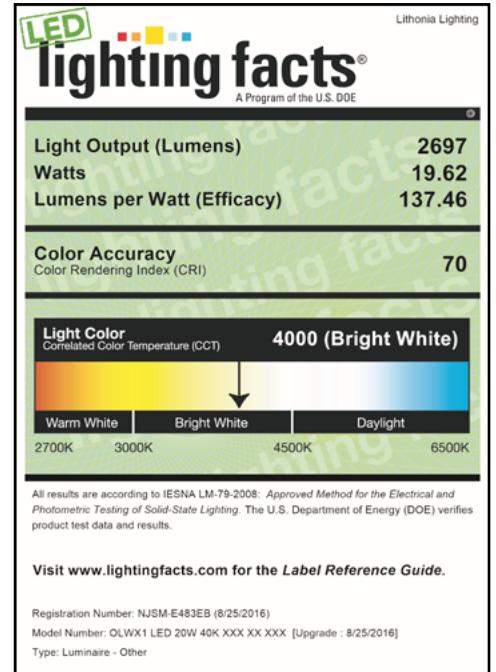 Lithonia Lighting
LED
lighting facts®
A Program of the U.S. DOE
Light Output (Lumens) 2697
Watts 19.62
Lumens per Watt (Efficacy) 137.46
Color Accuracy
Color Rendering Index (CRI) 70
Light Color
Correlated Color Temperature (CCT) 4000 (Bright White)
Warm White Bright White Daylight
2700K 3000K 4500K 6500K
All results are according to IESNA LM-79-2008: Approved Method for the Electrical and
Photometric Testing of Solid-State Lighting. The U.S. Department of Energy (DOE) verifies
product test data and results.
Visit www.lightingfacts.com for the Label Reference Guide.
Registration Number: NJSM-E483EB (8/25/2016)
Model Number: OLWX1 LED 20W 40K XXX XX XXX [Upgrade : 8/25/2016]
Type: Luminaire - Other